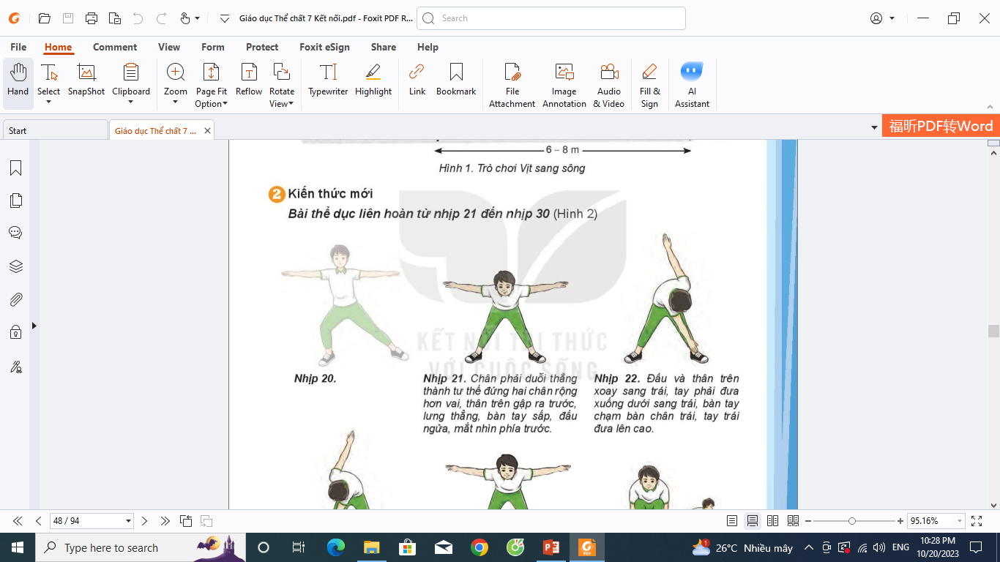 Giáo dục Thể chất 7 Kết nối.pdf - Foxit PDF R...
Search
File
Home
Comment
View
Form
Protect
Foxit eSign
Share
Help
Hand
Select
SnapShot
Clipboard
Zoom
Page Fit
Option
Reflow
Rotate
View
Typewriter
Highlight
Link
Bookmark
File
Attachment
Image
Annotation
Audio
& Video
Fill &
Sign
AI
Assistant
Start
Giáo dục Thể chất 7 ...
福昕PDF转Word
6 – 8 m
Hình 1. Trò chơi Vịt sang sông
2 Kiến thức mới
Bài thể dục liên hoàn từ nhịp 21 đến nhịp 30 (Hình 2)
KẾT NỐI TRI THỨC
VỚI CUỘC SỐNG
Nhịp 20.
Nhịp 21. Chân phải duỗi thẳng
thành tư thế đứng hai chân rộng
hơn vai, thân trên gập ra trước,
lưng thẳng, bàn tay sấp, đầu
ngửa, mắt nhìn phía trước.
Nhịp 22. Đầu và thân trên
xoay sang trái, tay phải đưa
xuống dưới sang trái, bàn tay
chạm bàn chân trái, tay trái
đưa lên cao.
48 / 94
95.16%
Type here to search
1
26°C Nhiều mây
ENG
10:28 PM
10/20/2023